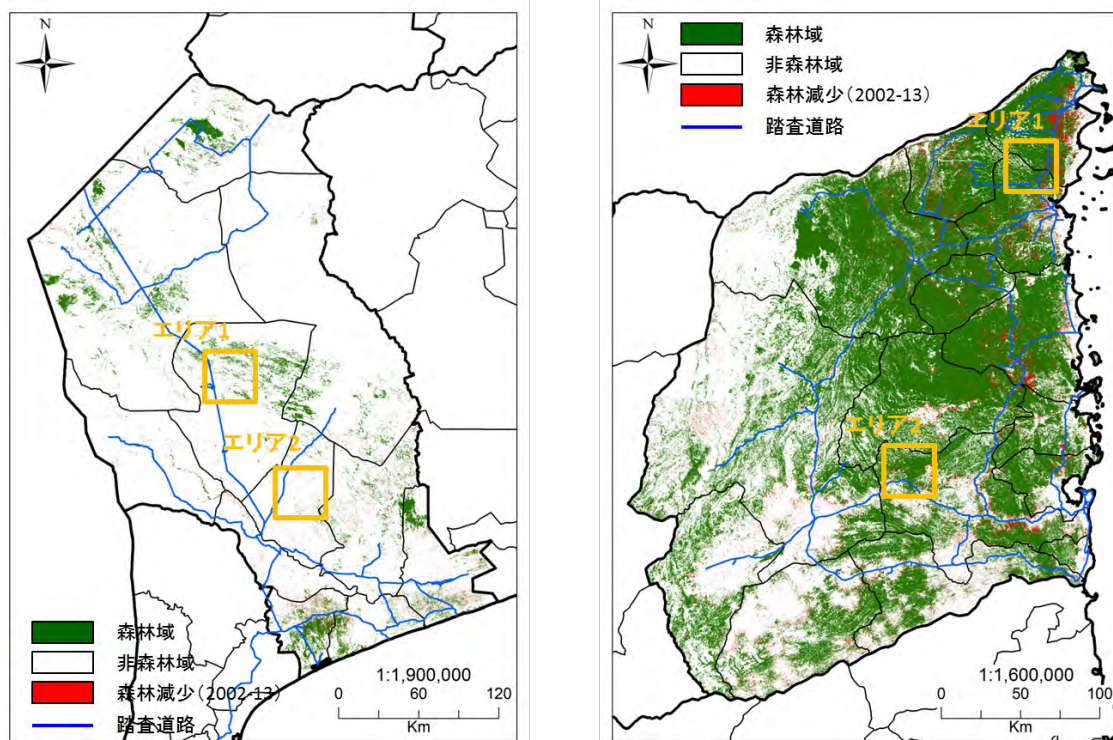 N
エリア1
エリア2
森林域
非森林域
森林減少(2002-13)
踏査道路
1:1,900,000
0 60 120
Km
N
森林域
非森林域
森林減少(2002-13)
踏査道路
エリア1
エリア2
1:1,600,000
0 50 100
Km